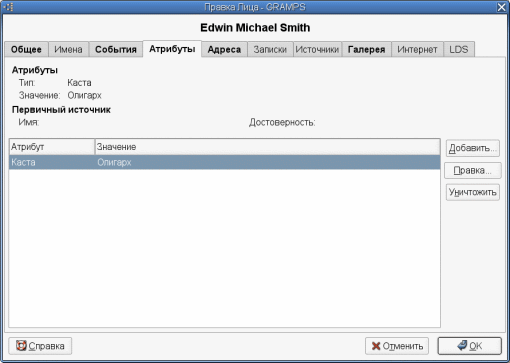 Правка Лица - GRAMPS
Edwin Michael Smith
Общее Имена События Атрибуты Адреса Записки Источники Галерея Интернет LDS
Атрибуты
Тип: Каста
Значение: Олигарх
Первичный источник
Имя: Достоверность:
Атрибут Значение Добавить...
Каста Олигарх Правка...
Уничтожить
Справка Отменить OK